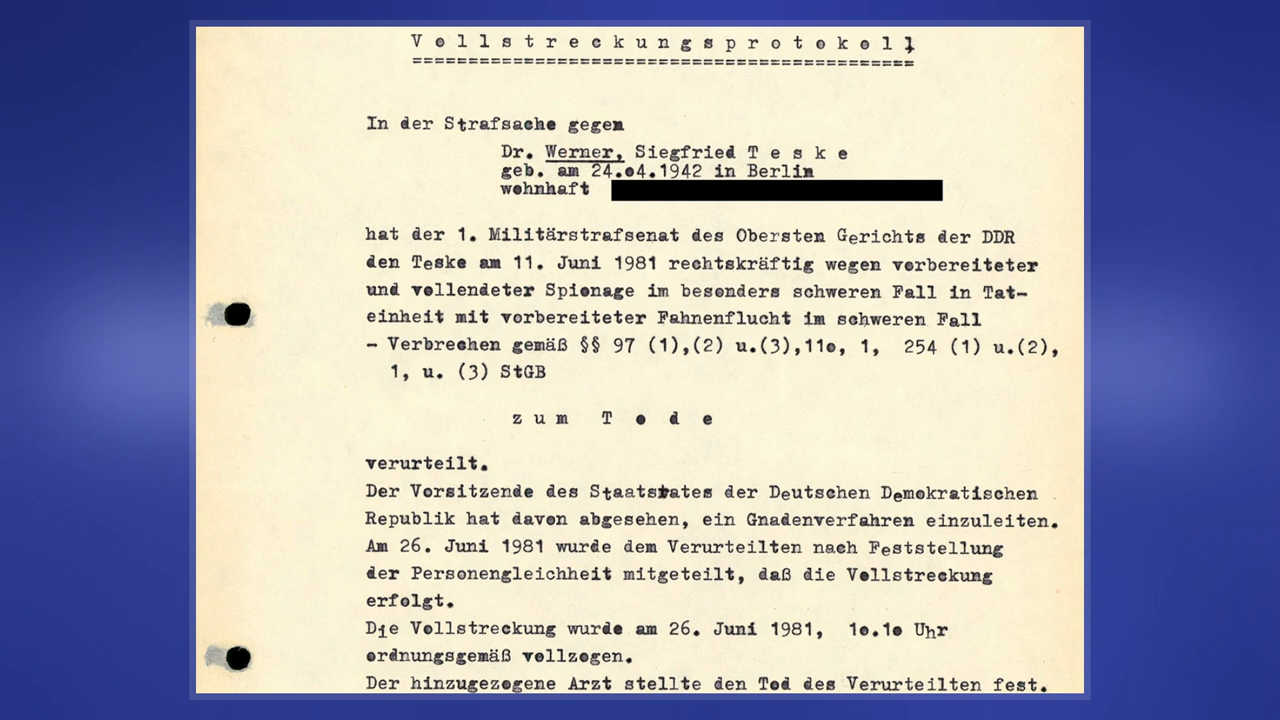 V o l l s t r e c k u n g s p r o t o k o l l
=============================================
In der Strafsache gegen
Dr. Werner, Siegfried T e s k e
geb. am 24.o4.1942 in Berlin
wohnhaft
hat der 1. Militärstrafsenat des Obersten Gerichts der DDR
den Teske am 11. Juni 1981 rechtskräftig wegen vorbereiteter
und vollendeter Spionage im besonders schweren Fall in Tat-
einheit mit vorbereiteter Fahnenflucht im schweren Fall
- Verbrechen gemäß §§ 97 (1),(2) u.(3),11o, 1, 254 (1) u.(2),
1, u. (3) StGB
z u m T o d e
verurteilt.
Der Vorsitzende des Staatsrates der Deutschen Demokratischen
Republik hat davon abgesehen, ein Gnadenverfahren einzuleiten.
Am 26. Juni 1981 wurde dem Verurteilten nach Feststellung
der Personengleichheit mitgeteilt, daß die Vollstreckung
erfolgt.
Die Vollstreckung wurde am 26. Juni 1981, 1o.1o Uhr
ordnungsgemäß vollzogen.
Der hinzugezogene Arzt stellte den Tod des Verurteilten fest.